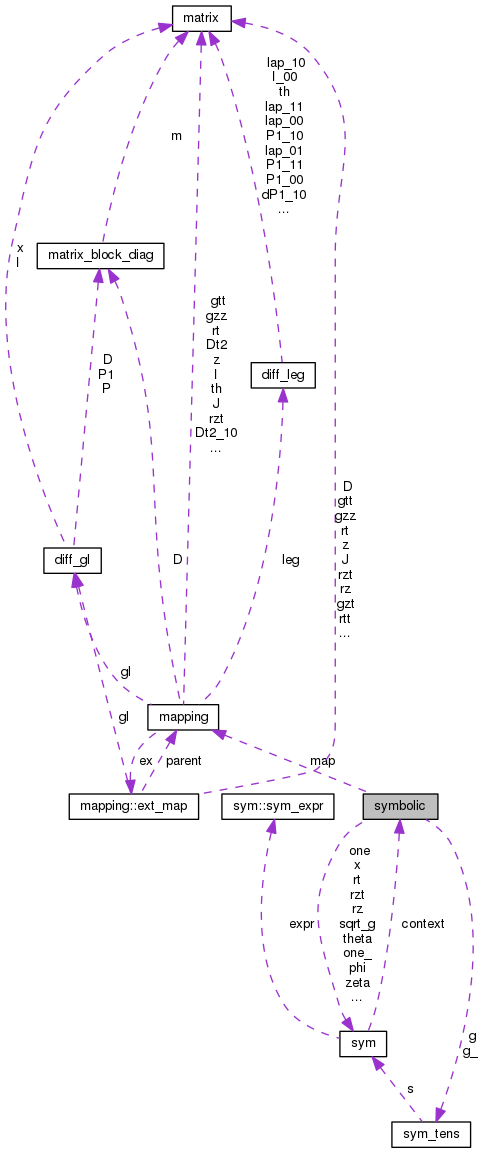 matrix
lap_10
l_00
th
lap_11
lap_00
P1_10
lap_01
P1_11
P1_00
dP1_10
...
m
x
l
matrix_block_diag
gtt
gzz
rt
Dt2
z
l
th
J
rzt
Dt2_10
...
diff_leg
D
P1
P
D
gtt
gzz
rt
z
J
rzt
rz
gzt
rtt
...
diff_gl
D
leg
gl
gl
mapping
ex
parent
map
mapping::ext_map
sym::sym_expr
symbolic
one
x
rt
rzt
rz
sqrt_g
theta
one_
phi
zeta
...
expr
context
sym
g
g_
s
sym_tens